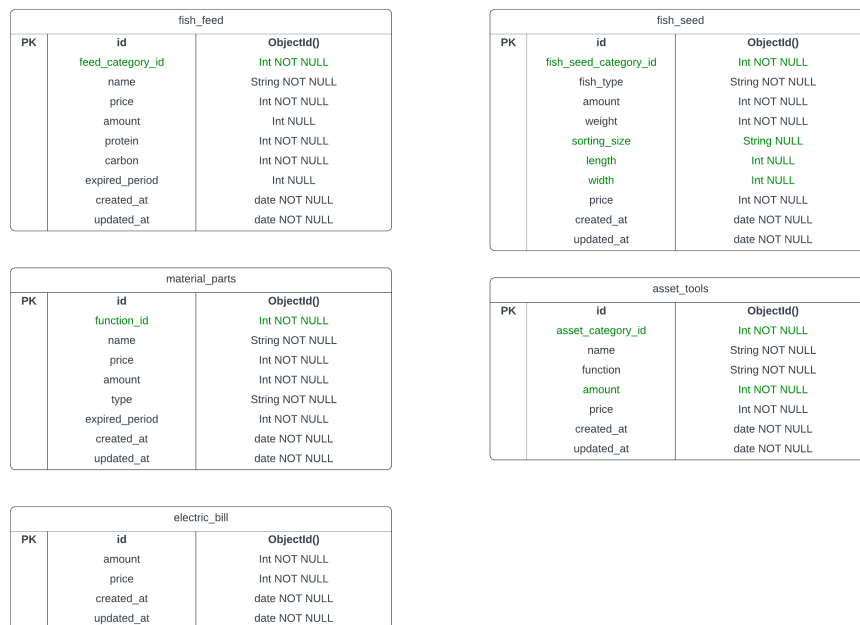 fish_feed
PK id ObjectId()
feed_category_id Int NOT NULL
name String NOT NULL
price Int NOT NULL
amount Int NULL
protein Int NOT NULL
carbon Int NOT NULL
expired_period Int NULL
created_at date NOT NULL
updated_at date NOT NULL
fish_seed
PK id ObjectId()
fish_seed_category_id Int NOT NULL
fish_type String NOT NULL
amount Int NOT NULL
weight Int NOT NULL
sorting_size String NULL
length Int NULL
width Int NULL
price Int NOT NULL
created_at date NOT NULL
updated_at date NOT NULL
material_parts
PK id ObjectId()
function_id Int NOT NULL
name String NOT NULL
price Int NOT NULL
amount Int NOT NULL
type String NOT NULL
expired_period Int NOT NULL
created_at date NOT NULL
updated_at date NOT NULL
asset_tools
PK id ObjectId()
asset_category_id Int NOT NULL
name String NOT NULL
function String NOT NULL
amount Int NOT NULL
price Int NOT NULL
created_at date NOT NULL
updated_at date NOT NULL
electric_bill
PK id ObjectId()
amount Int NOT NULL
price Int NOT NULL
created_at date NOT NULL
updated_at date NOT NULL